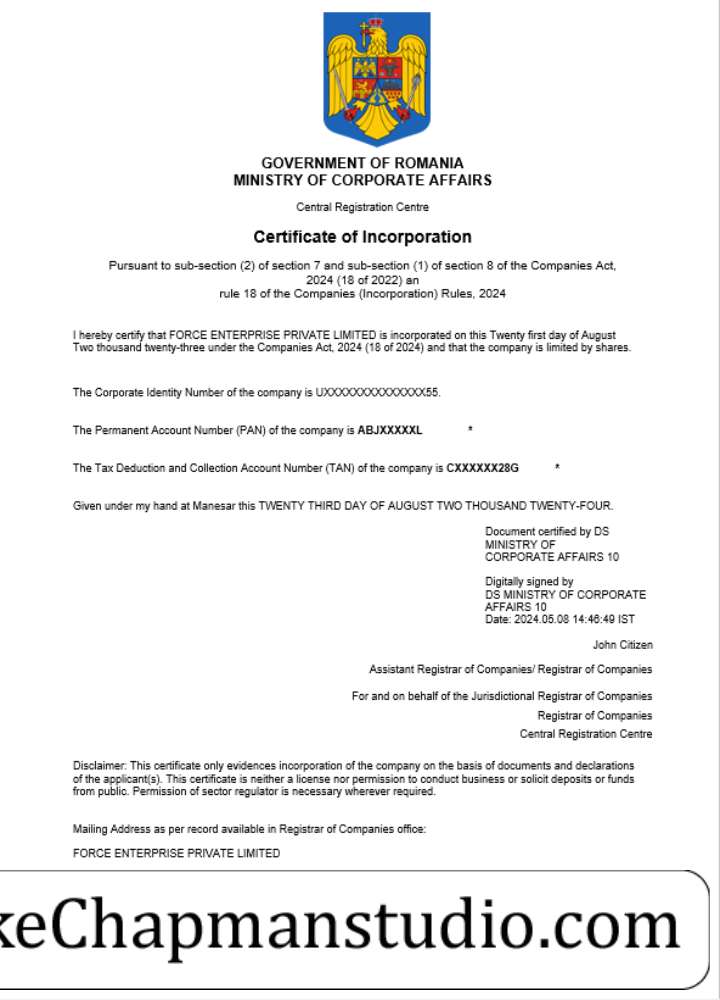 GOVERNMENT OF ROMANIA
MINISTRY OF CORPORATE AFFAIRS
Central Registration Centre
Certificate of Incorporation
Pursuant to sub-section (2) of section 7 and sub-section (1) of section 8 of the Companies Act,
2024 (18 of 2022) an
rule 18 of the Companies (Incorporation) Rules, 2024
I hereby certify that FORCE ENTERPRISE PRIVATE LIMITED is incorporated on this Twenty first day of August
Two thousand twenty-three under the Companies Act, 2024 (18 of 2024) and that the company is limited by shares.
The Corporate Identity Number of the company is UXXXXXXXXXXXXXX55.
The Permanent Account Number (PAN) of the company is ABJXXXXXL *
The Tax Deduction and Collection Account Number (TAN) of the company is CXXXXXX28G *
Given under my hand at Manesar this TWENTY THIRD DAY OF AUGUST TWO THOUSAND TWENTY-FOUR.
Document certified by DS
MINISTRY OF
CORPORATE AFFAIRS 10
Digitally signed by
DS MINISTRY OF CORPORATE
AFFAIRS 10
Date: 2024.05.08 14:46:49 IST
John Citizen
Assistant Registrar of Companies/ Registrar of Companies
For and on behalf of the Jurisdictional Registrar of Companies
Registrar of Companies
Central Registration Centre
Disclaimer: This certificate only evidences incorporation of the company on the basis of documents and declarations
of the applicant(s). This certificate is neither a license nor permission to conduct business or solicit deposits or funds
from public. Permission of sector regulator is necessary wherever required.
Mailing Address as per record available in Registrar of Companies office:
FORCE ENTERPRISE PRIVATE LIMITED
keChapmanstudio.com